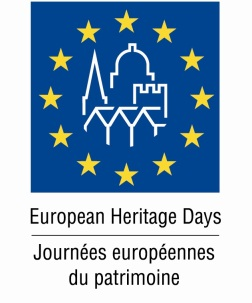 European Heritage Days
Journées européennes
du patrimoine